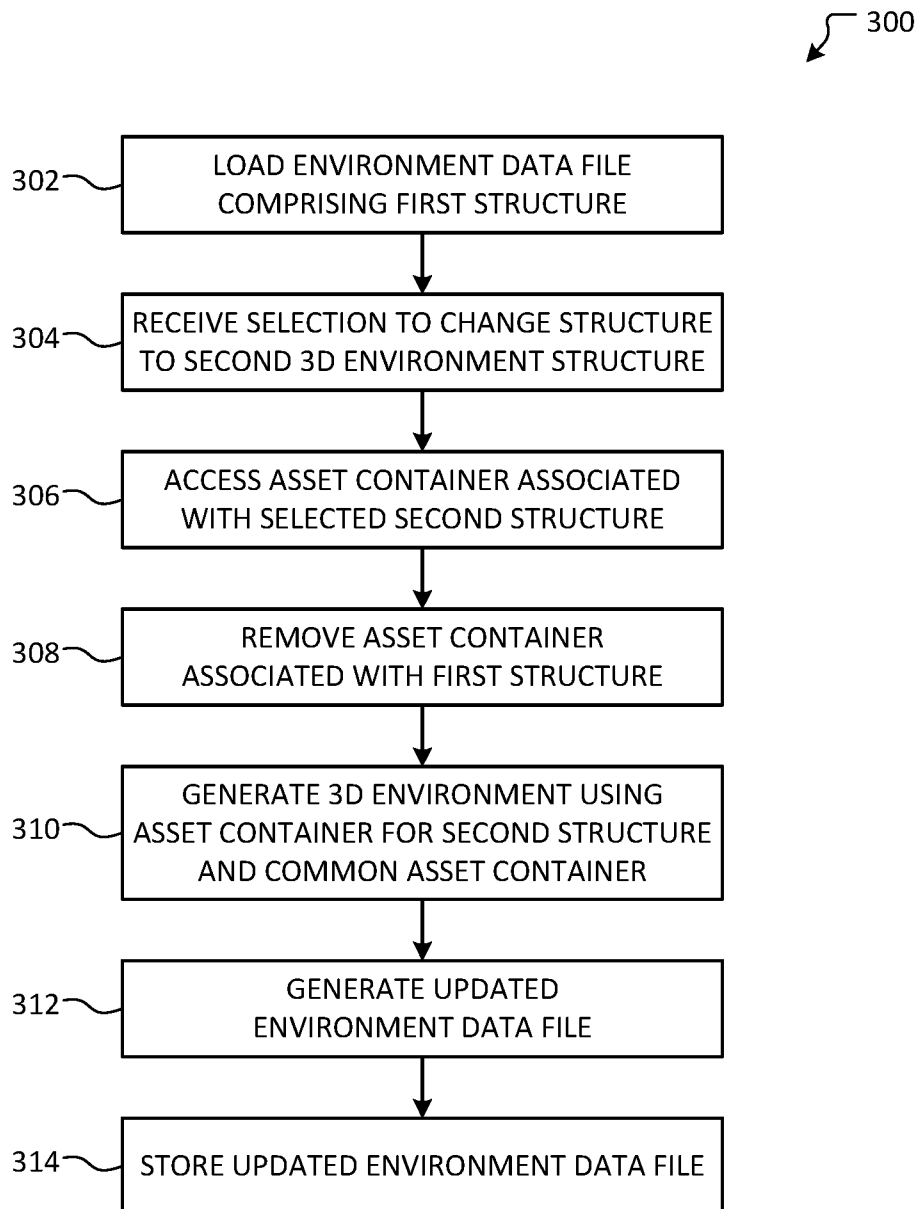 300
302
LOAD ENVIRONMENT DATA FILE
COMPRISING FIRST STRUCTURE
304
RECEIVE SELECTION TO CHANGE STRUCTURE
TO SECOND 3D ENVIRONMENT STRUCTURE
306
ACCESS ASSET CONTAINER ASSOCIATED
WITH SELECTED SECOND STRUCTURE
308
REMOVE ASSET CONTAINER
ASSOCIATED WITH FIRST STRUCTURE
310
GENERATE 3D ENVIRONMENT USING
ASSET CONTAINER FOR SECOND STRUCTURE
AND COMMON ASSET CONTAINER
312
GENERATE UPDATED
ENVIRONMENT DATA FILE
314
STORE UPDATED ENVIRONMENT DATA FILE